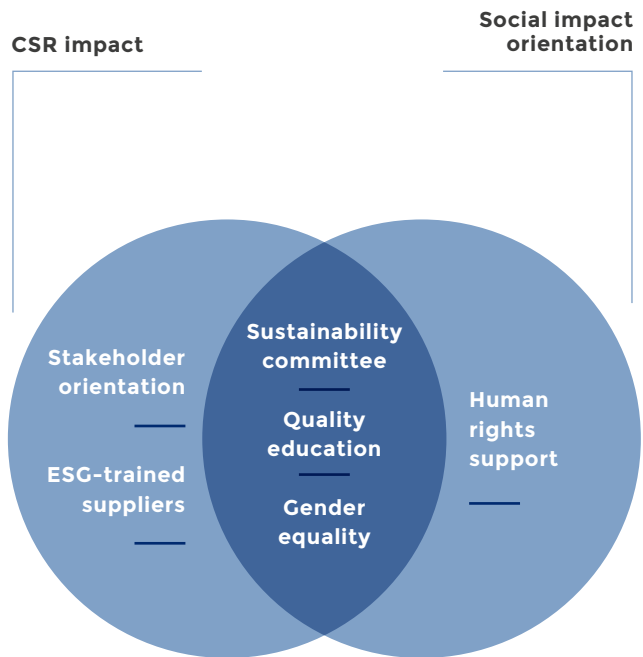 CSR impact
Social impact
orientation
Stakeholder
orientation
ESG-trained
suppliers
Sustainability
committee
Quality
education
Gender
equality
Human
rights
support